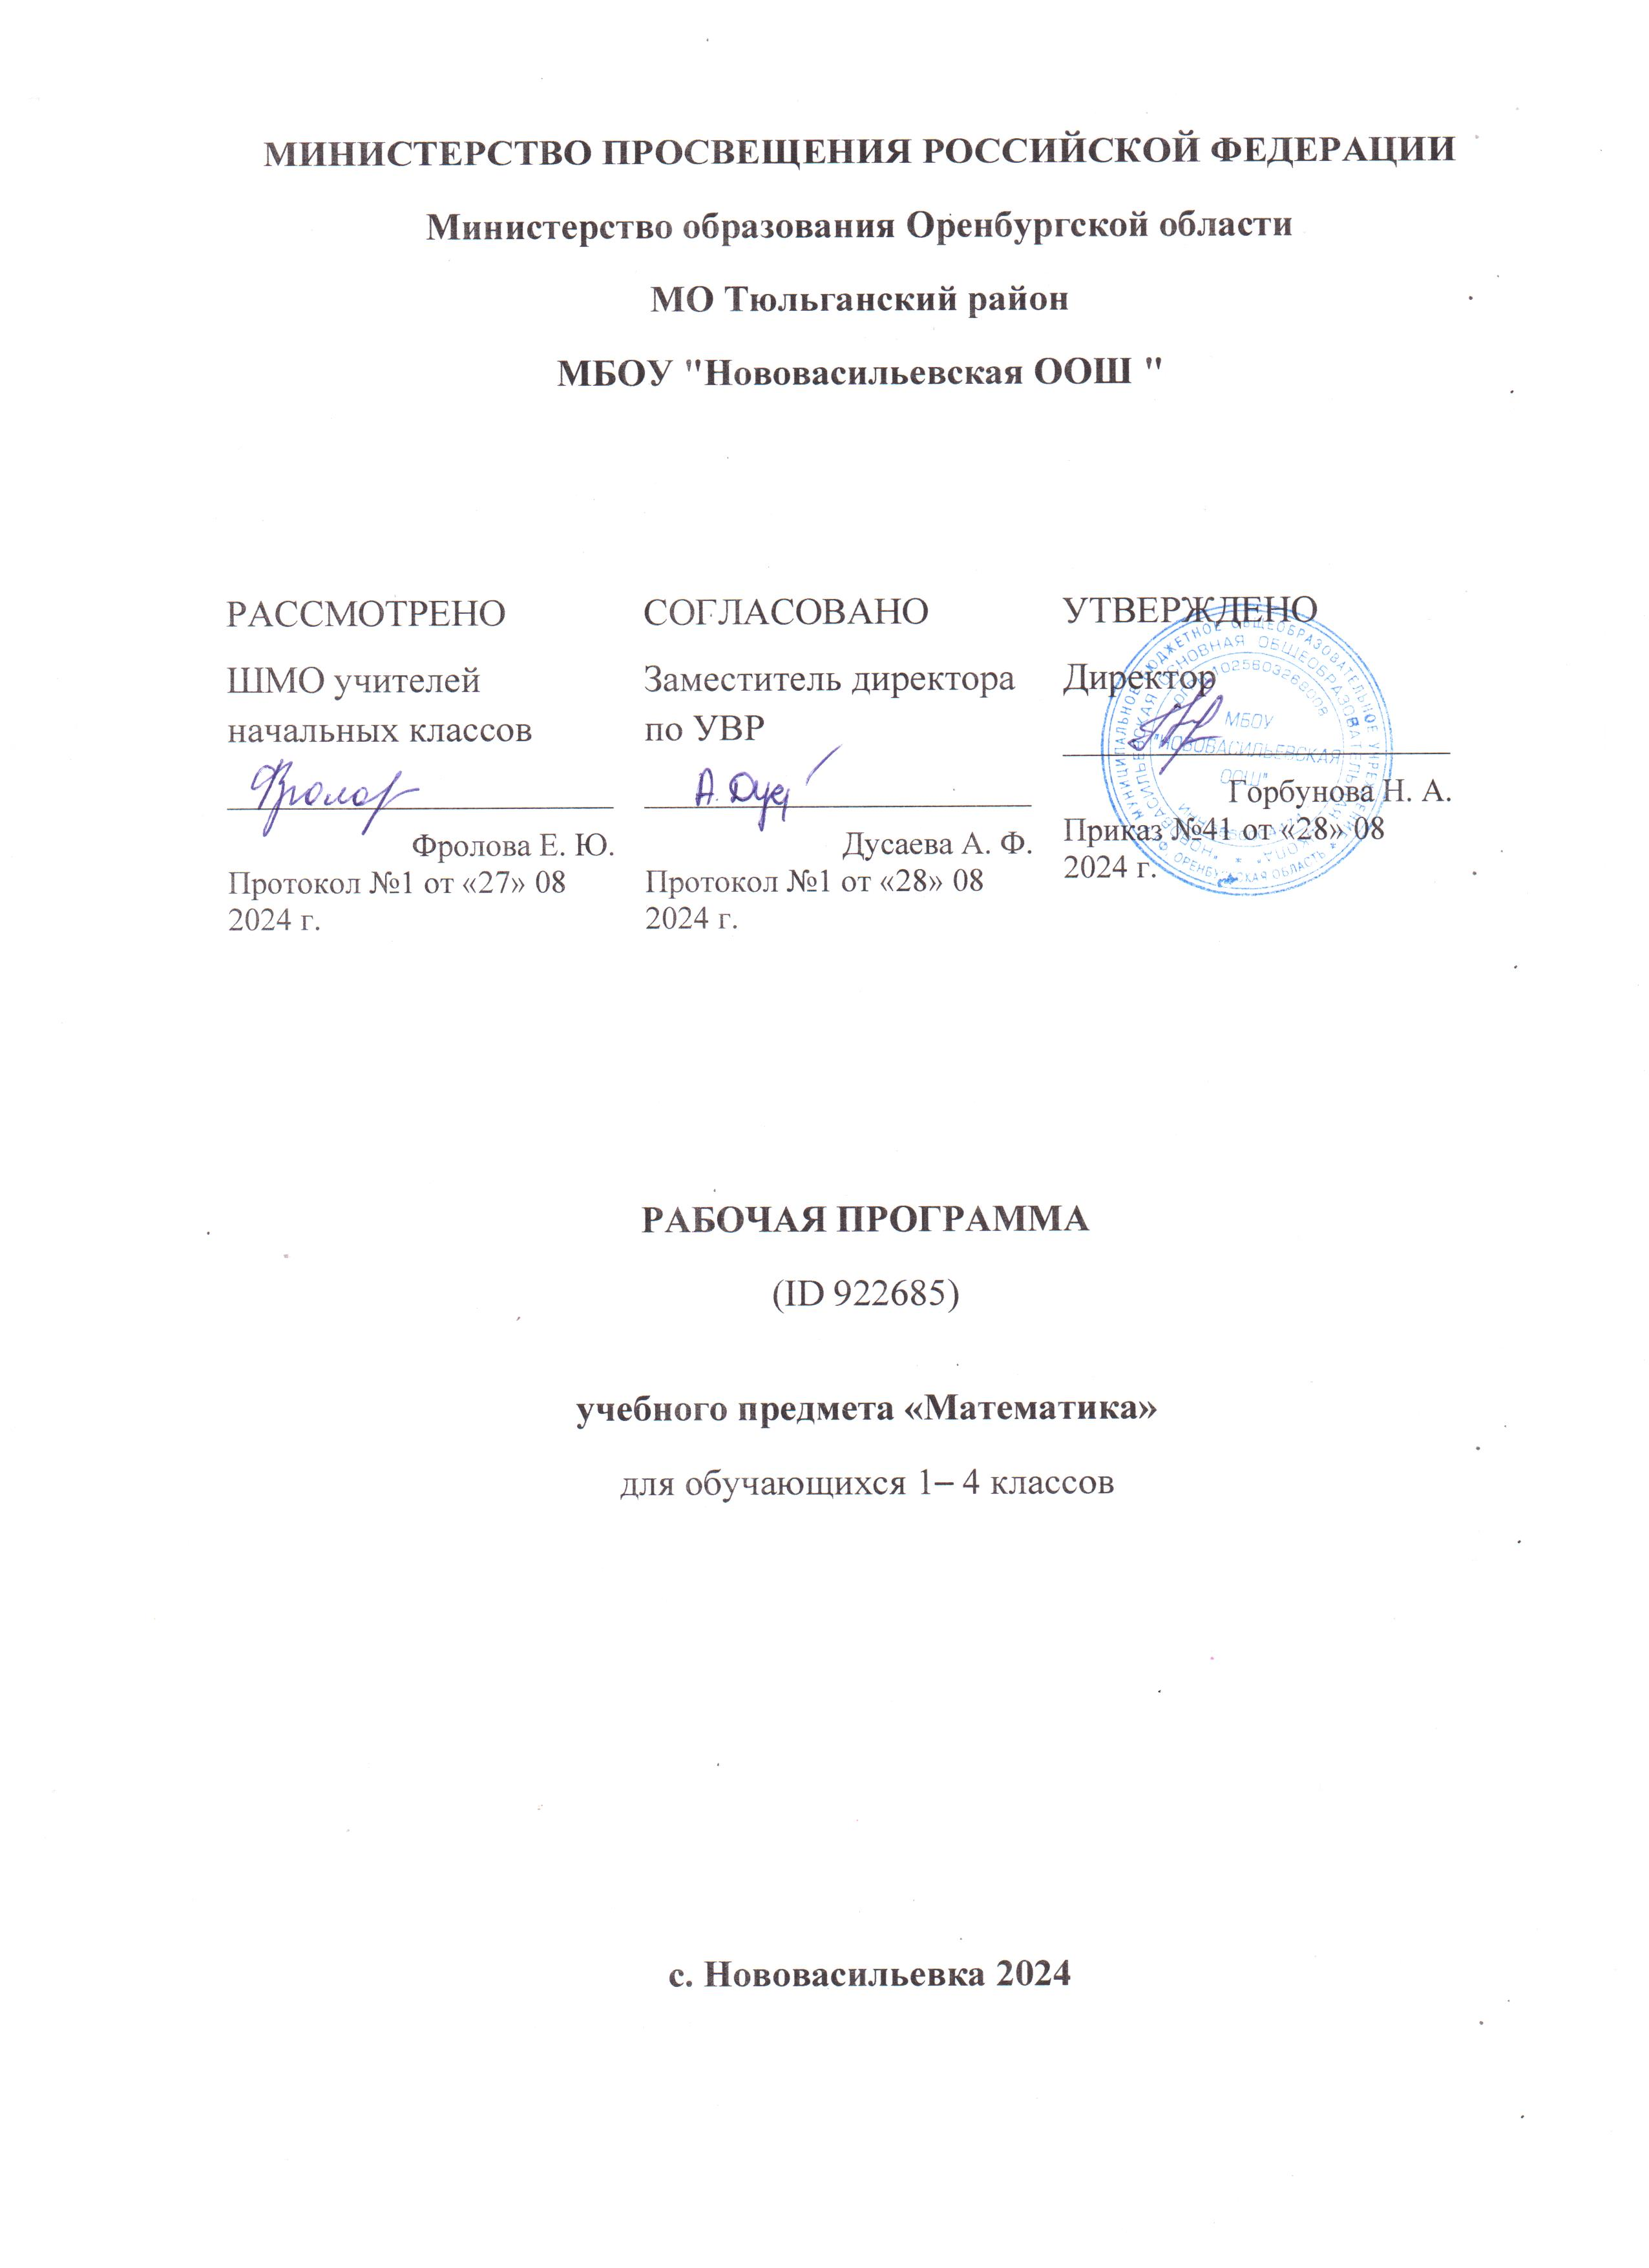 МИНИСТЕРСТВО ПРОСВЕЩЕНИЯ РОССИЙСКОЙ ФЕДЕРАЦИИ
Министерство образования Оренбургской области
МО Тюльганский район
МБОУ "Нововасильевская ООШ "
РАССМОТРЕНО
ШМО учителей
начальных классов
Фролова Е. Ю.
Протокол №1 от «27» 08
2024 г.
СОГЛАСОВАНО
Заместитель директора
по УВР
Дусаева А. Ф.
Протокол №1 от «28» 08
2024 г.
УТВЕРЖДЕНО
Директор
Горбунова Н. А.
Приказ №41 от «28» 08
2024 г.
МБОУ
"НОВОВАСИЛЬЕВСКАЯ
ООШ"
РАБОЧАЯ ПРОГРАММА
(ID 922685)
учебного предмета «Математика»
для обучающихся 1– 4 классов
с. Нововасильевка 2024